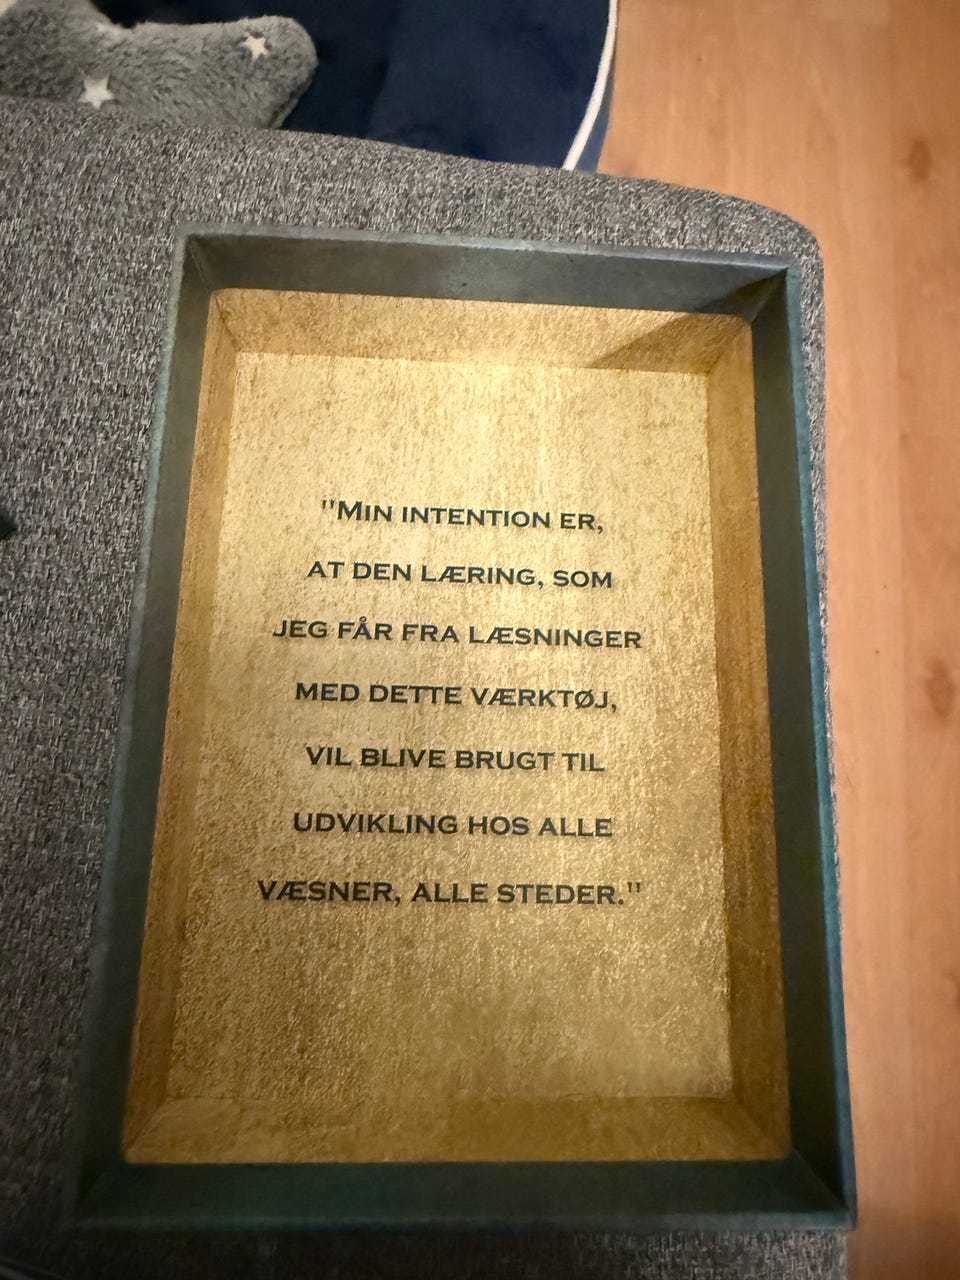 "Min intention er,
at den læring, som
jeg får fra læsninger
med dette værktøj,
vil blive brugt til
udvikling hos alle
væsner, alle steder."